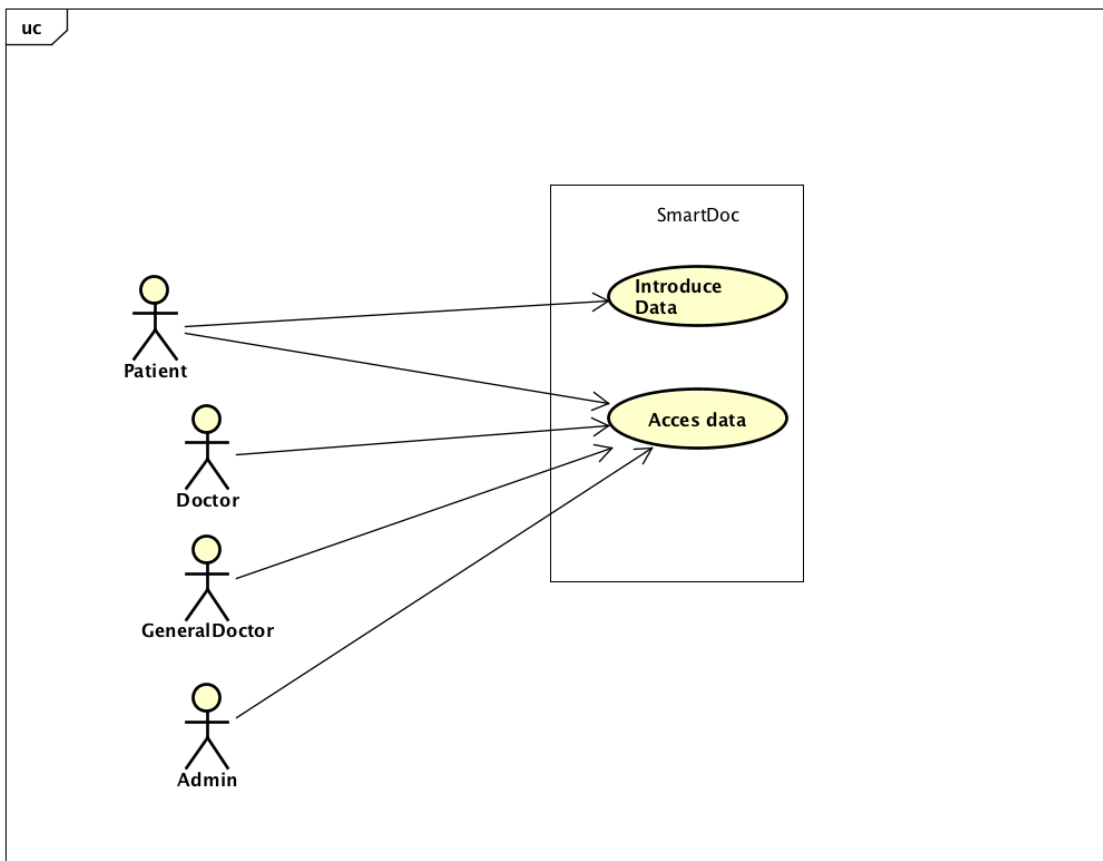 uc
SmartDoc
Introduce
Data
Patient
Acces data
Doctor
GeneralDoctor
Admin